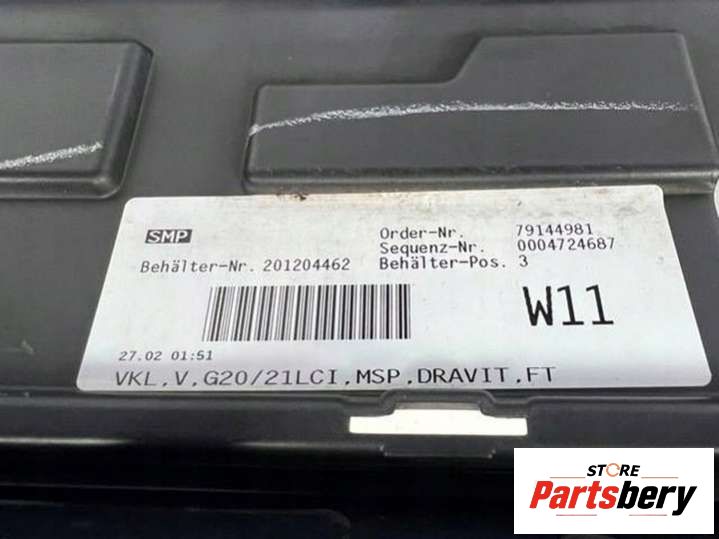 SMP
Order-Nr. 79144981
Sequenz-Nr. 0004724687
Behälter-Nr. 201204462 Behälter-Pos. 3
W11
27.02 01:51
VKL,V,G20/21LCI,MSP,DRAVIT,FT
STORE
Partsbery